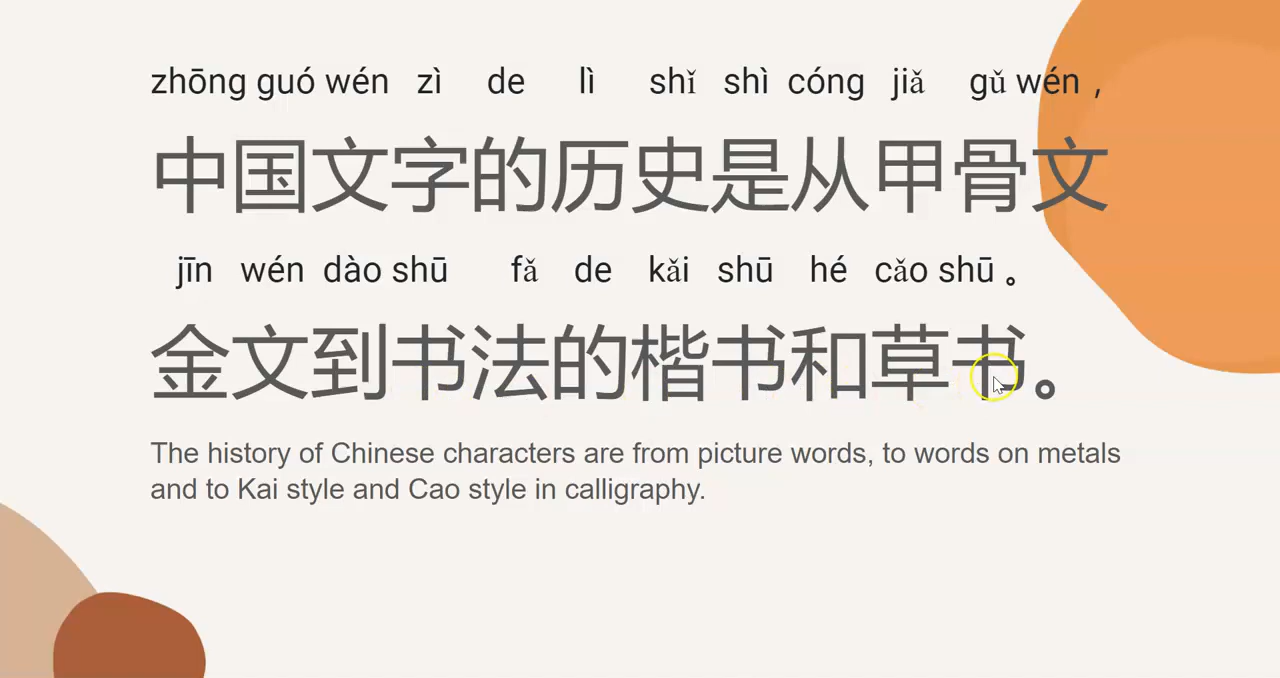 zhōng guó wén zì de lì shǐ shì cóng jiǎ gǔ wén ,
中国文字的历史是从甲骨文
jīn wén dào shū fǎ de kǎi shū hé cǎo shū 。
金文到书法的楷书和草书。
The history of Chinese characters are from picture words, to words on metals
and to Kai style and Cao style in calligraphy.